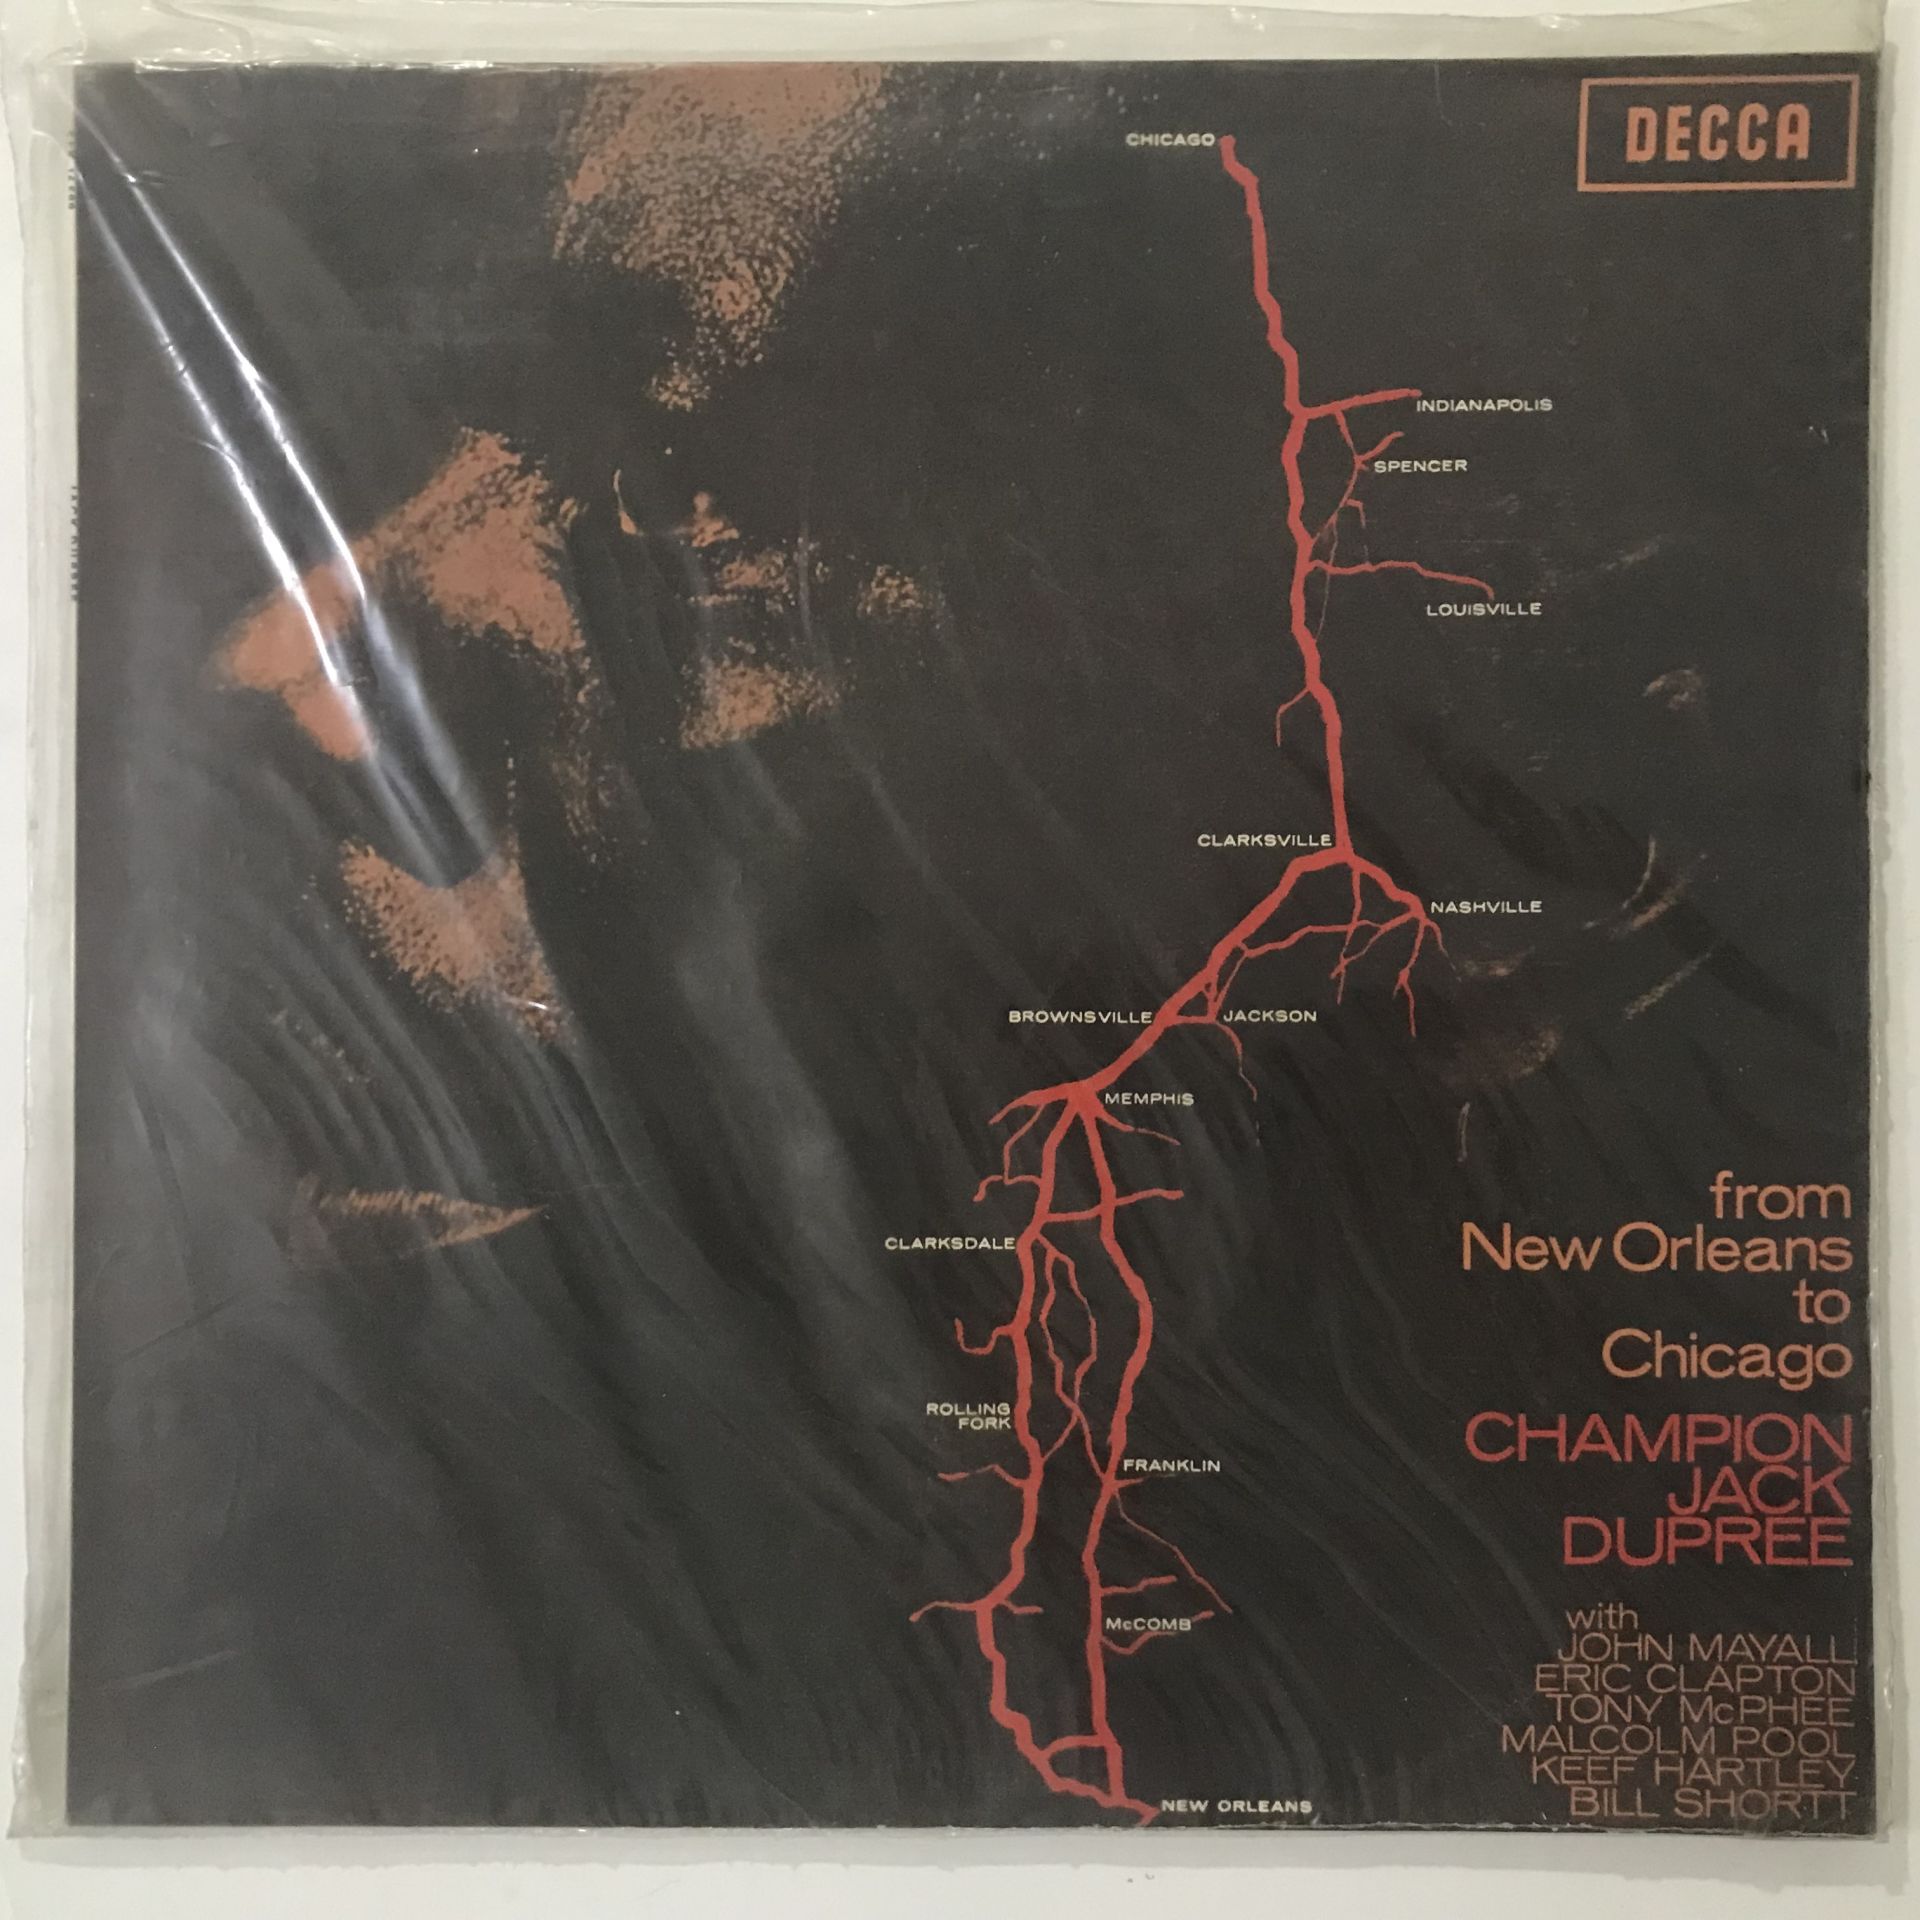 DECCA
CHICAGO
INDIANAPOLIS
SPENCER
LOUISVILLE
CLARKSVILLE
NASHVILLE
BROWNSVILLE
JACKSON
MEMPHIS
CLARKSDALE
ROLLING
FORK
FRANKLIN
McCOMB
NEW ORLEANS
from
New Orleans
to
Chicago
CHAMPION
JACK
DUPREE
with
JOHN MAYALL
ERIC CLAPTON
TONY McPHEE
MALCOLM POOL
KEEF HARTLEY
BILL SHORTT